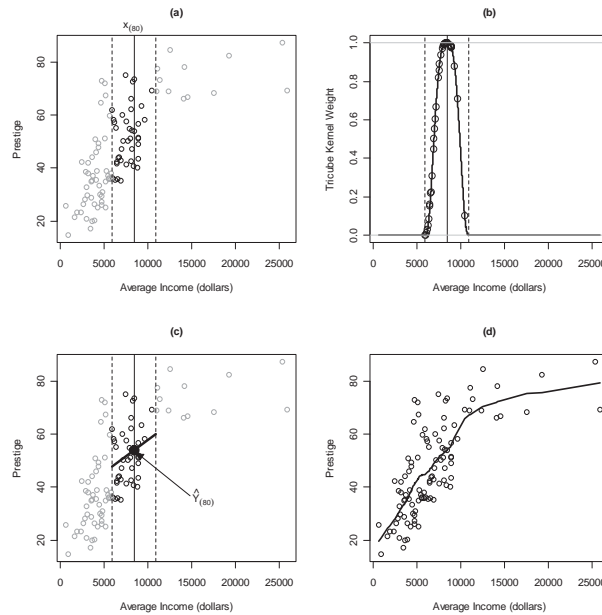 (a)
x(80)
80
60
40
20
Prestige
0 5000 10000 15000 20000 25000
Average Income (dollars)
(b)
1.0
0.8
0.6
0.4
0.2
0.0
Tricube Kernel Weight
0 5000 10000 15000 20000 25000
Average Income (dollars)
(c)
80
60
40
20
Prestige
Ŷ(80)
0 5000 10000 15000 20000 25000
Average Income (dollars)
(d)
80
60
40
20
Prestige
0 5000 10000 15000 20000 25000
Average Income (dollars)